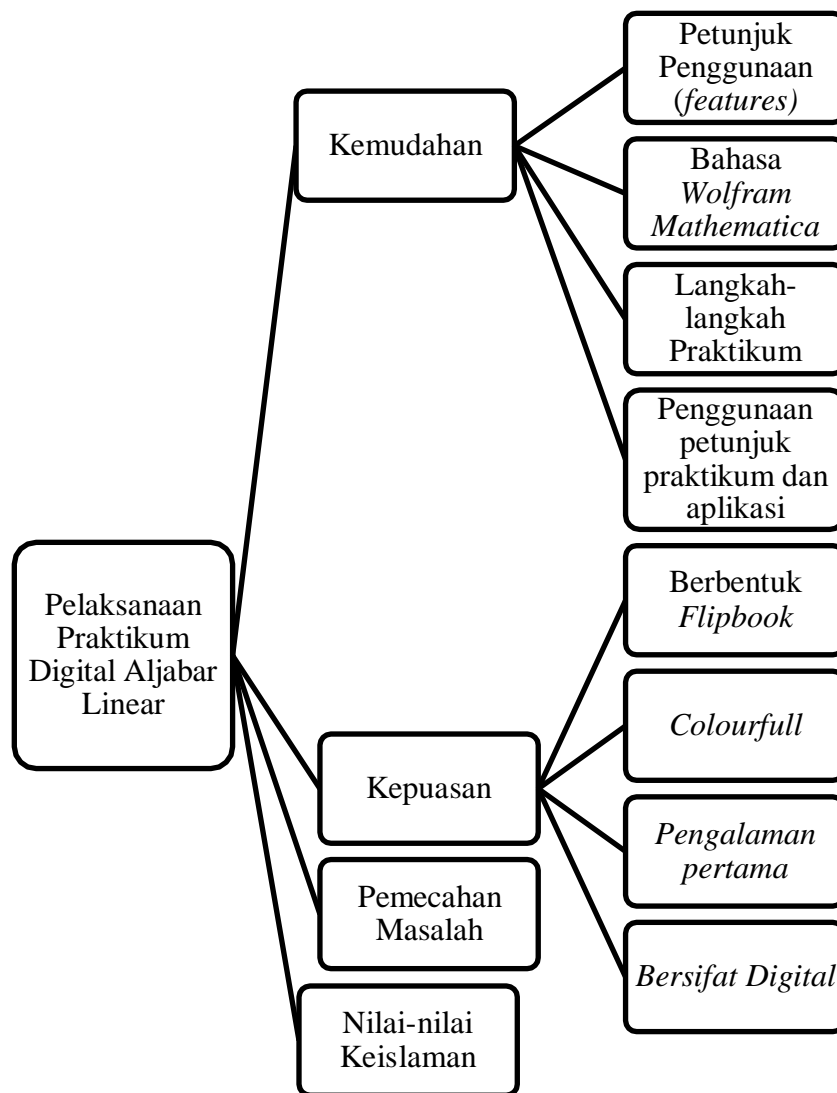 Pelaksanaan
Praktikum
Digital Aljabar
Linear
Kemudahan
Petunjuk
Penggunaan
(features)
Bahasa
Wolfram
Mathematica
Langkah-
langkah
Praktikum
Penggunaan
petunjuk
praktikum dan
aplikasi
Kepuasan
Berbentuk
Flipbook
Colourfull
Pengalaman
pertama
Bersifat Digital
Pemecahan
Masalah
Nilai-nilai
Keislaman